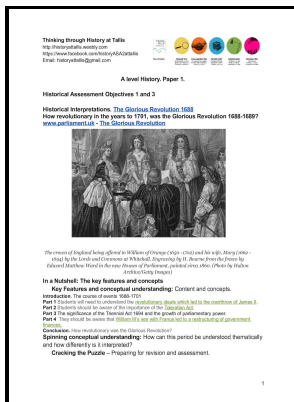 Thinking through History at Tallis
http://historytallis.weebly.com
https://www.facebook.com/historyASA2attallis
Email: historytallis@gmail.com
A level History. Paper 1.
Historical Assessment Objectives 1 and 3
Historical Interpretations. The Glorious Revolution 1688
How revolutionary in the years to 1701, was the Glorious Revolution 1688-1689?
www.parliament.uk - The Glorious Revolution
The crown of England being offered to William of Orange (1650 -1702) and his wife, Mary (1662 -
1694) by the Lords and Commons at Whitehall. Engraving by H. Bourne from the fresco by
Edward Matthew Ward in the new Houses of Parliament, painted circa 1860. (Photo by Hulton
Archive/Getty Images)
In a Nutshell: The key features and concepts
Key Features and conceptual understanding: Content and concepts.
Introduction. The course of events 1688-1701
Part 1 Students will need to understand the revolutionary ideals which led to the overthrow of James II.
Part 2 Students should be aware of the importance of the Toleration Act
Part 3 The significance of the Triennial Act 1694 and the growth of parliamentary power.
Part 4 They should be aware that William III's war with France led to a restructuring of government
finances.
Conclusion. How revolutionary was the Glorious Revolution?
Spinning conceptual understanding: How can this period be understood thematically
and how differently is it interpreted?
Cracking the Puzzle – Preparing for revision and assessment.
1